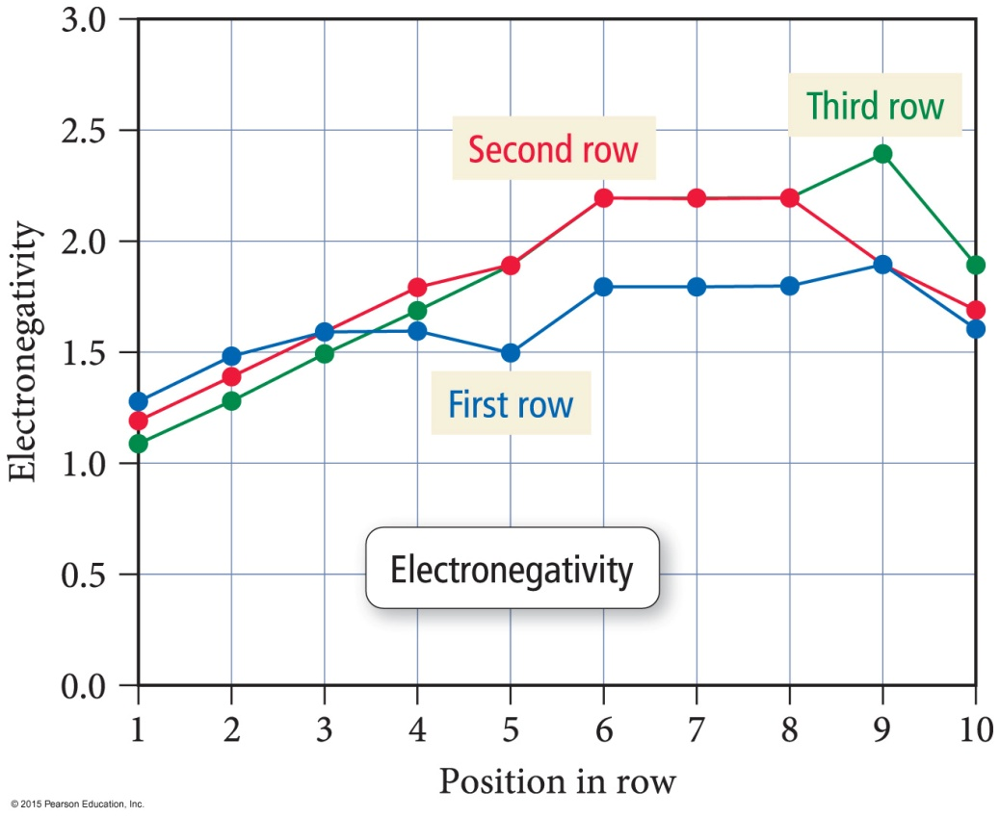 3.0
Third row
2.5
Second row
2.0
Electronegativity
1.5
First row
1.0
Electronegativity
0.5
0.0
1 2 3 4 5 6 7 8 9 10
Position in row
© 2015 Pearson Education, Inc.